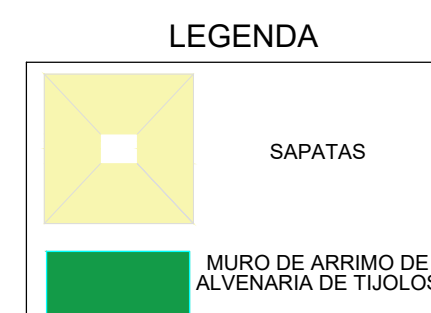 LEGENDA
SAPATAS
MURO DE ARRIMO DE
ALVENARIA DE TIJOLOS